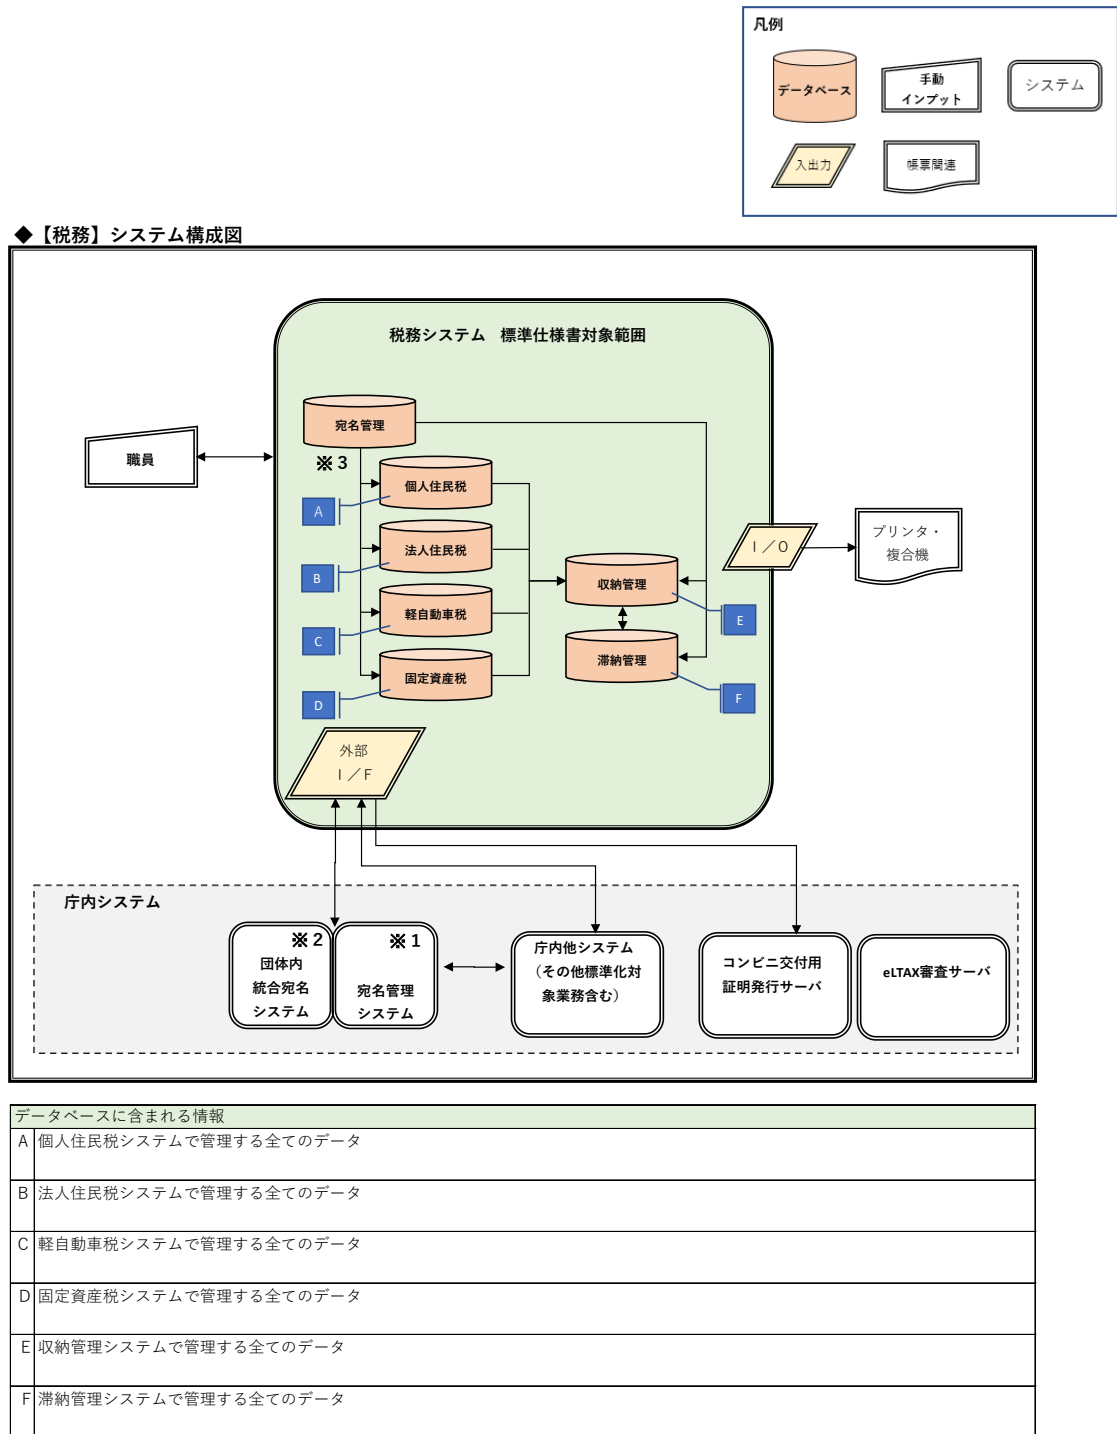 凡例
データベース
手動
インプット
システム
入出力
帳票関連
◆【税務】システム構成図
税務システム　標準仕様書対象範囲
宛名管理
※３
職員
個人住民税
A
法人住民税
B
軽自動車税
C
固定資産税
D
収納管理
E
滞納管理
F
Ｉ／Ｏ
プリンタ・
複合機
外部
Ｉ／Ｆ
庁内システム
※２
団体内
統合宛名
システム
※１
宛名管理
システム
庁内他システム
（その他標準化対
象業務含む）
コンビニ交付用
証明発行サーバ
eLTAX審査サーバ
データベースに含まれる情報
A 個人住民税システムで管理する全てのデータ
B 法人住民税システムで管理する全てのデータ
C 軽自動車税システムで管理する全てのデータ
D 固定資産税システムで管理する全てのデータ
E 収納管理システムで管理する全てのデータ
F 滞納管理システムで管理する全てのデータ